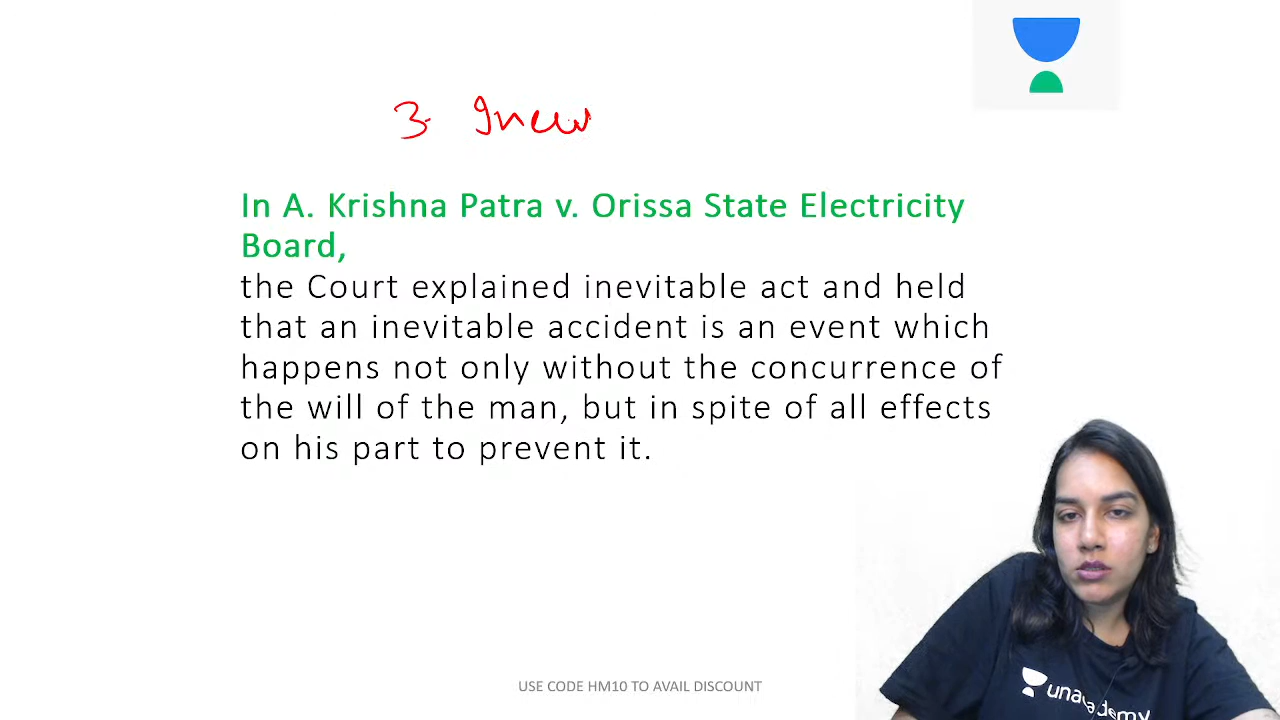 3.
In A. Krishna Patra v. Orissa State Electricity
Board,
the Court explained inevitable act and held
that an inevitable accident is an event which
happens not only without the concurrence of
the will of the man, but in spite of all effects
on his part to prevent it.
unacademy
USE CODE HM10 TO AVAIL DISCOUNT